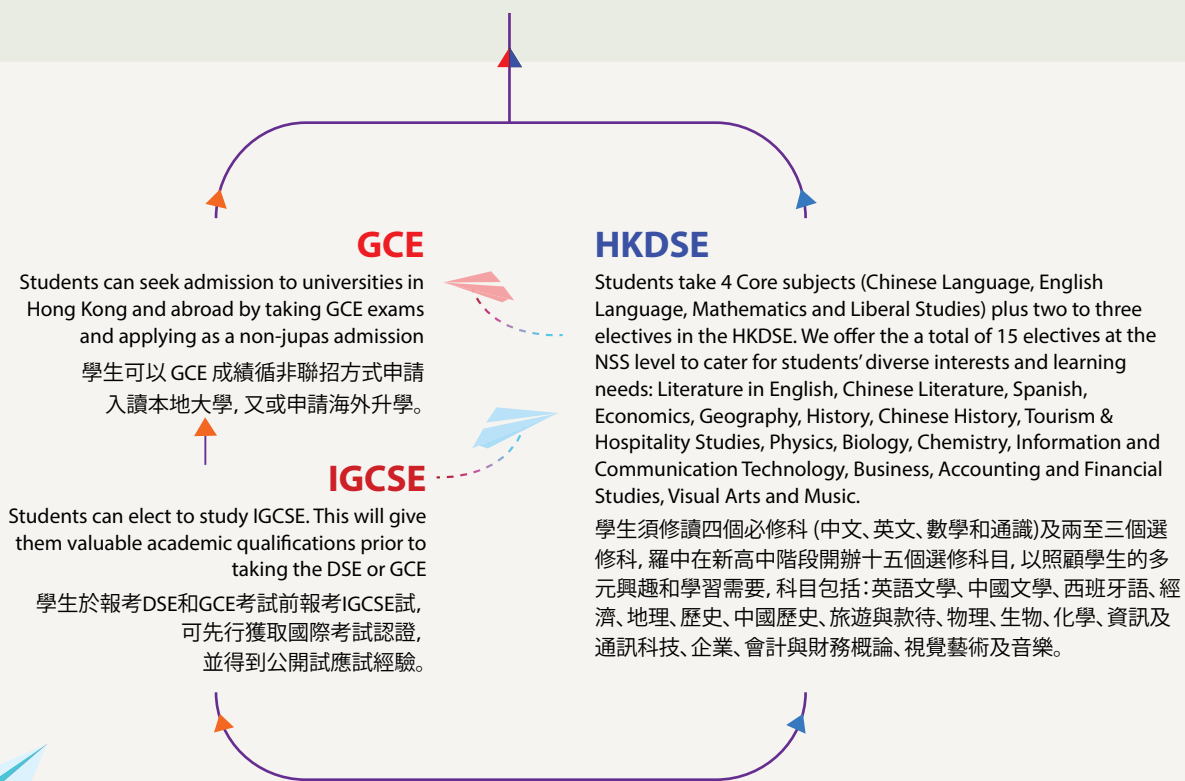 GCE
Students can seek admission to universities in
Hong Kong and abroad by taking GCE exams
and applying as a non-jupas admission
學生可以 GCE 成績循非聯招方式申請
入讀本地大學, 又或申請海外升學。
IGCSE
Students can elect to study IGCSE. This will give
them valuable academic qualifications prior to
taking the DSE or GCE
學生於報考DSE和GCE考試前報考IGCSE試,
可先行獲取國際考試認證,
並得到公開試應試經驗。
HKDSE
Students take 4 Core subjects (Chinese Language, English
Language, Mathematics and Liberal Studies) plus two to three
electives in the HKDSE. We offer the a total of 15 electives at the
NSS level to cater for students' diverse interests and learning
needs: Literature in English, Chinese Literature, Spanish,
Economics, Geography, History, Chinese History, Tourism &
Hospitality Studies, Physics, Biology, Chemistry, Information and
Communication Technology, Business, Accounting and Financial
Studies, Visual Arts and Music.
學生須修讀四個必修科 (中文、英文、數學和通識)及兩至三個選
修科, 羅中在新高中階段開辦十五個選修科目, 以照顧學生的多
元興趣和學習需要, 科目包括：英語文學、中國文學、西班牙語、經
濟、地理、歷史、中國歷史、旅遊與款待、物理、生物、化學、資訊及
通訊科技、企業、會計與財務概論、視覺藝術及音樂。